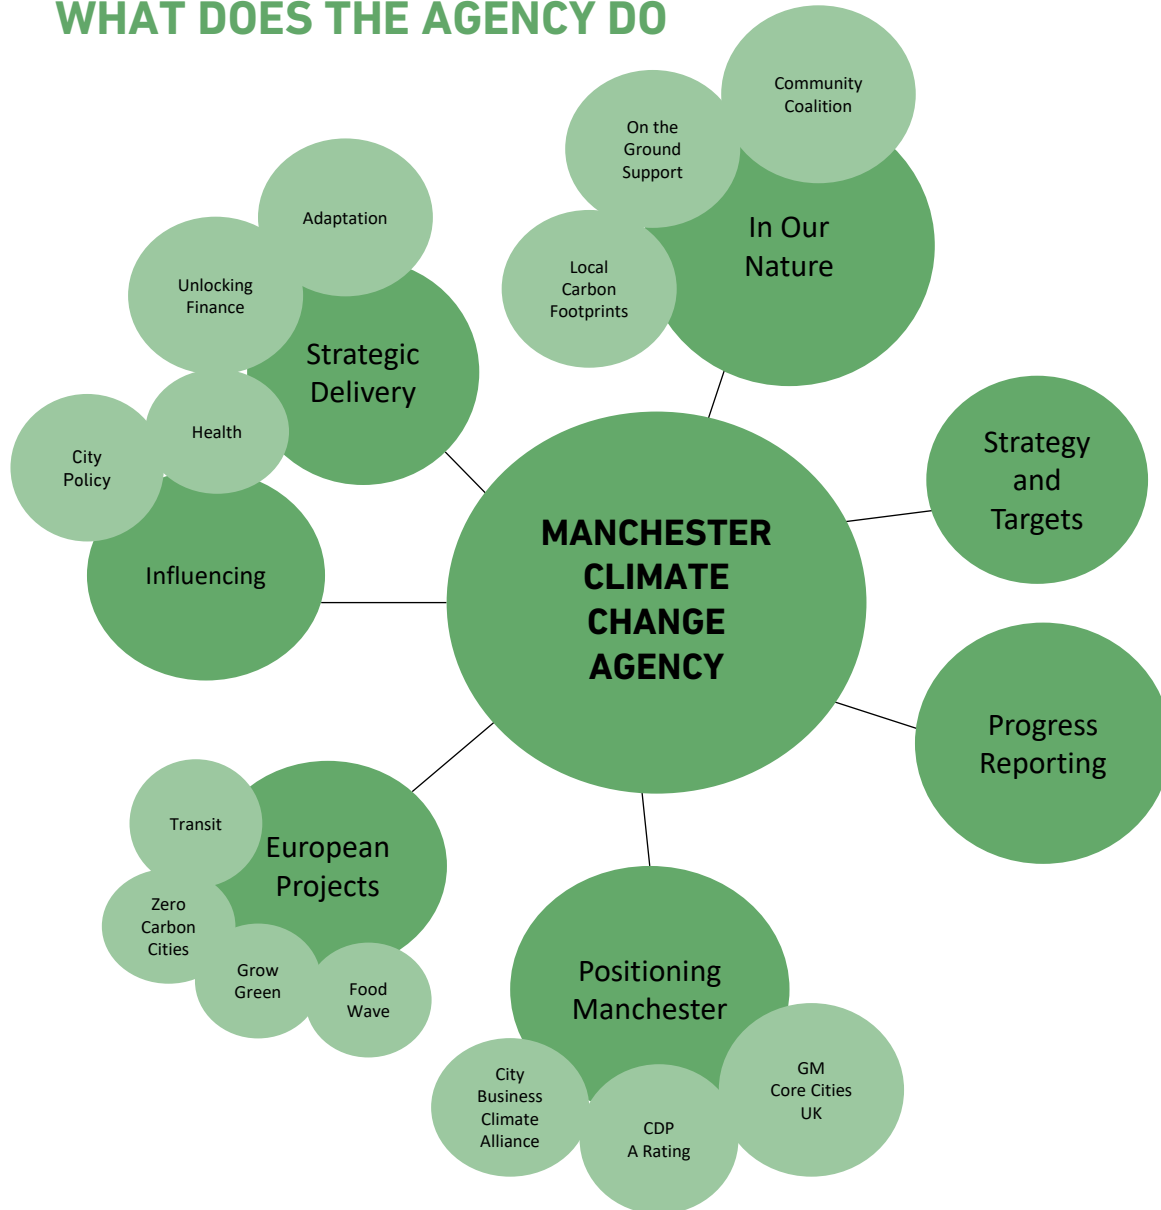 WHAT DOES THE AGENCY DO
Community
Coalition
On the
Ground
Support
In Our
Nature
Local
Carbon
Footprints
Adaptation
Unlocking
Finance
Strategic
Delivery
Health
City
Policy
Influencing
MANCHESTER
CLIMATE
CHANGE
AGENCY
Strategy
and
Targets
Progress
Reporting
Transit
European
Projects
Zero
Carbon
Cities
Grow
Green
Food
Wave
Positioning
Manchester
City
Business
Climate
Alliance
CDP
A Rating
GM
Core Cities
UK